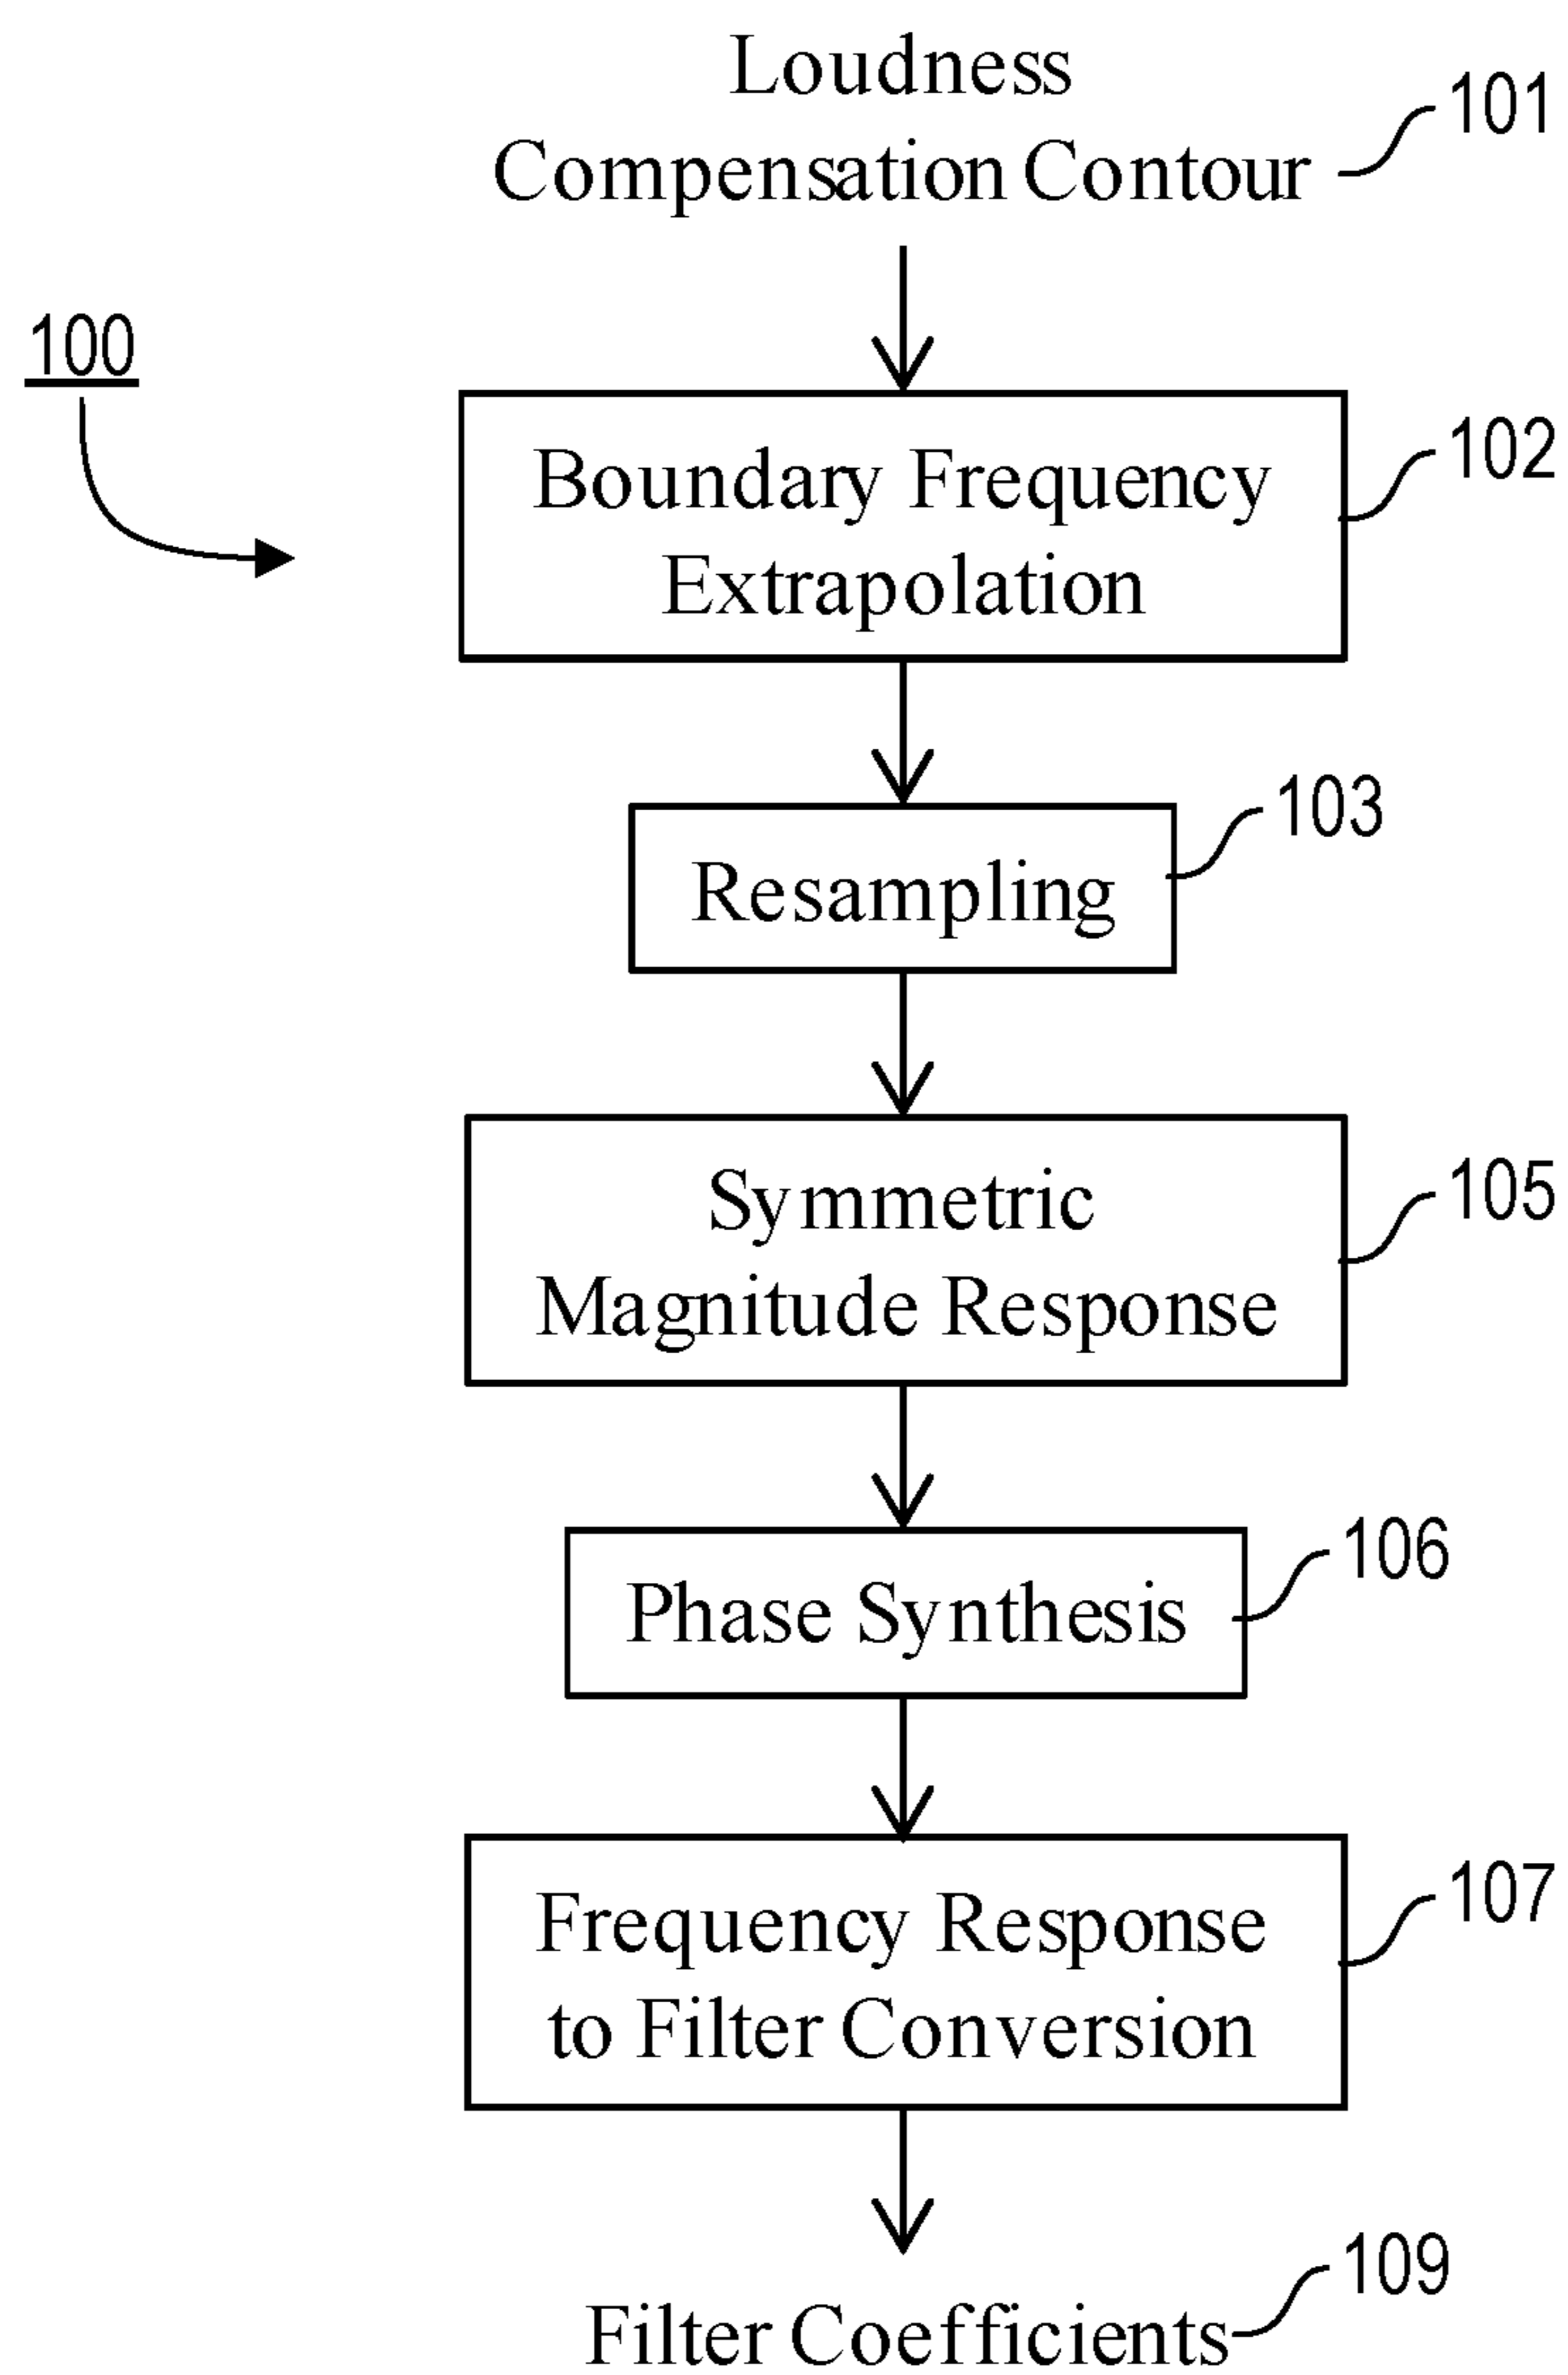 Loudness
Compensation Contour
101
100
Boundary Frequency
Extrapolation
102
Resampling
103
Symmetric
Magnitude Response
105
Phase Synthesis
106
Frequency Response
to Filter Conversion
107
Filter Coefficients
109